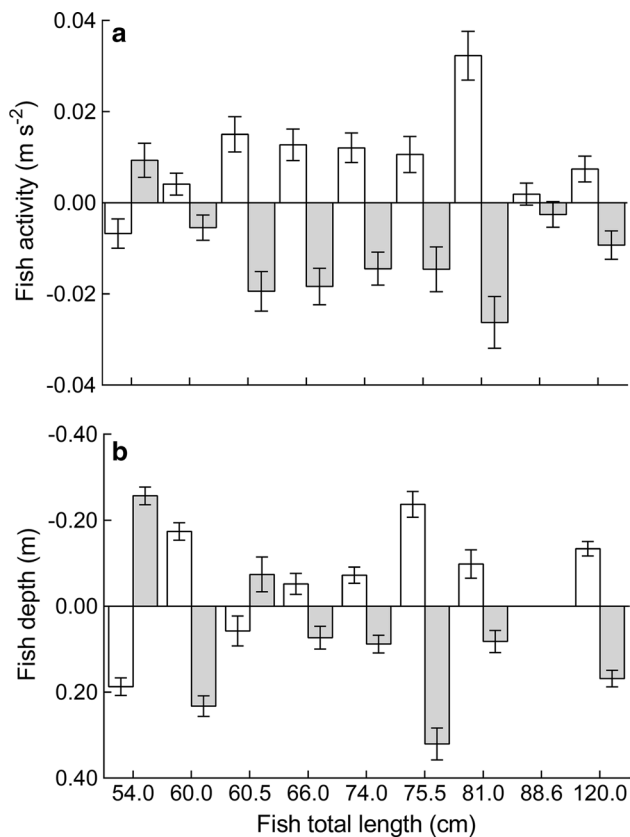 a
0.04
0.02
0.00
-0.02
-0.04
Fish activity (m s⁻²)
b
-0.40
-0.20
0.00
0.20
0.40
Fish depth (m)
54.0 60.0 60.5 66.0 74.0 75.5 81.0 88.6 120.0
Fish total length (cm)